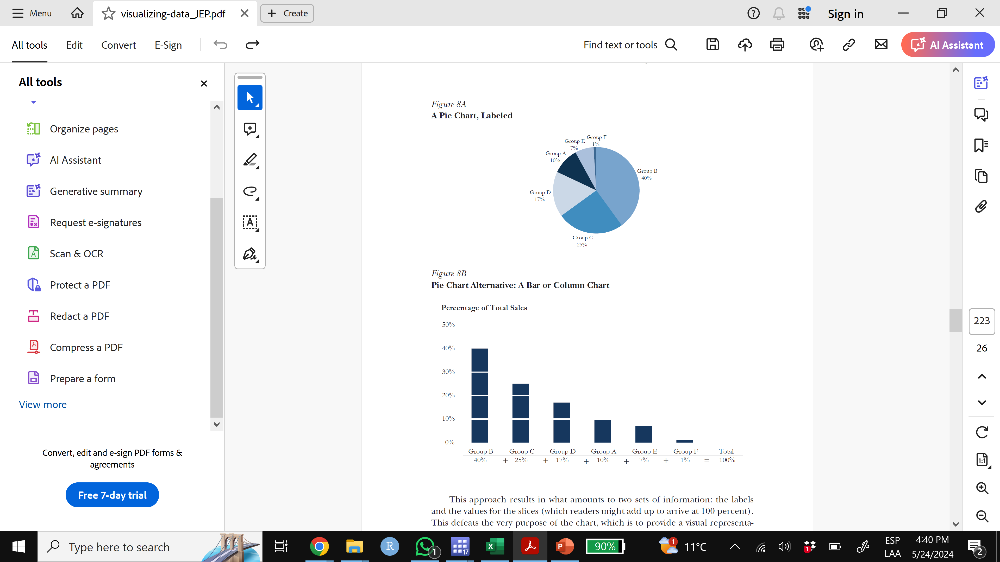 Menu
visualizing-data_JEP.pdf
Create
Sign in
All tools
Edit
Convert
E-Sign
Find text or tools
AI Assistant
All tools
Organize pages
AI Assistant
Generative summary
Request e-signatures
Scan & OCR
Protect a PDF
Redact a PDF
Compress a PDF
Prepare a form
View more
Convert, edit and e-sign PDF forms &
agreements
Free 7-day trial
Figure 8A
A Pie Chart, Labeled
Group F
1%
Group E
7%
Group A
10%
Group B
40%
Group D
17%
Group C
25%
Figure 8B
Pie Chart Alternative: A Bar or Column Chart
Percentage of Total Sales
50%
40%
30%
20%
10%
0%
Group B Group C Group D Group A Group E Group F Total
40% + 25% + 17% + 10% + 7% + 1% = 100%
This approach results in what amounts to two sets of information: the labels
and the values for the slices (which readers might add up to arrive at 100 percent).
This defeats the very purpose of the chart, which is to provide a visual representa-
223
26
1:1
Type here to search
R
1
17
X
P
90%
1
11°C
1
ESP
LAA
4:40 PM
5/24/2024
2